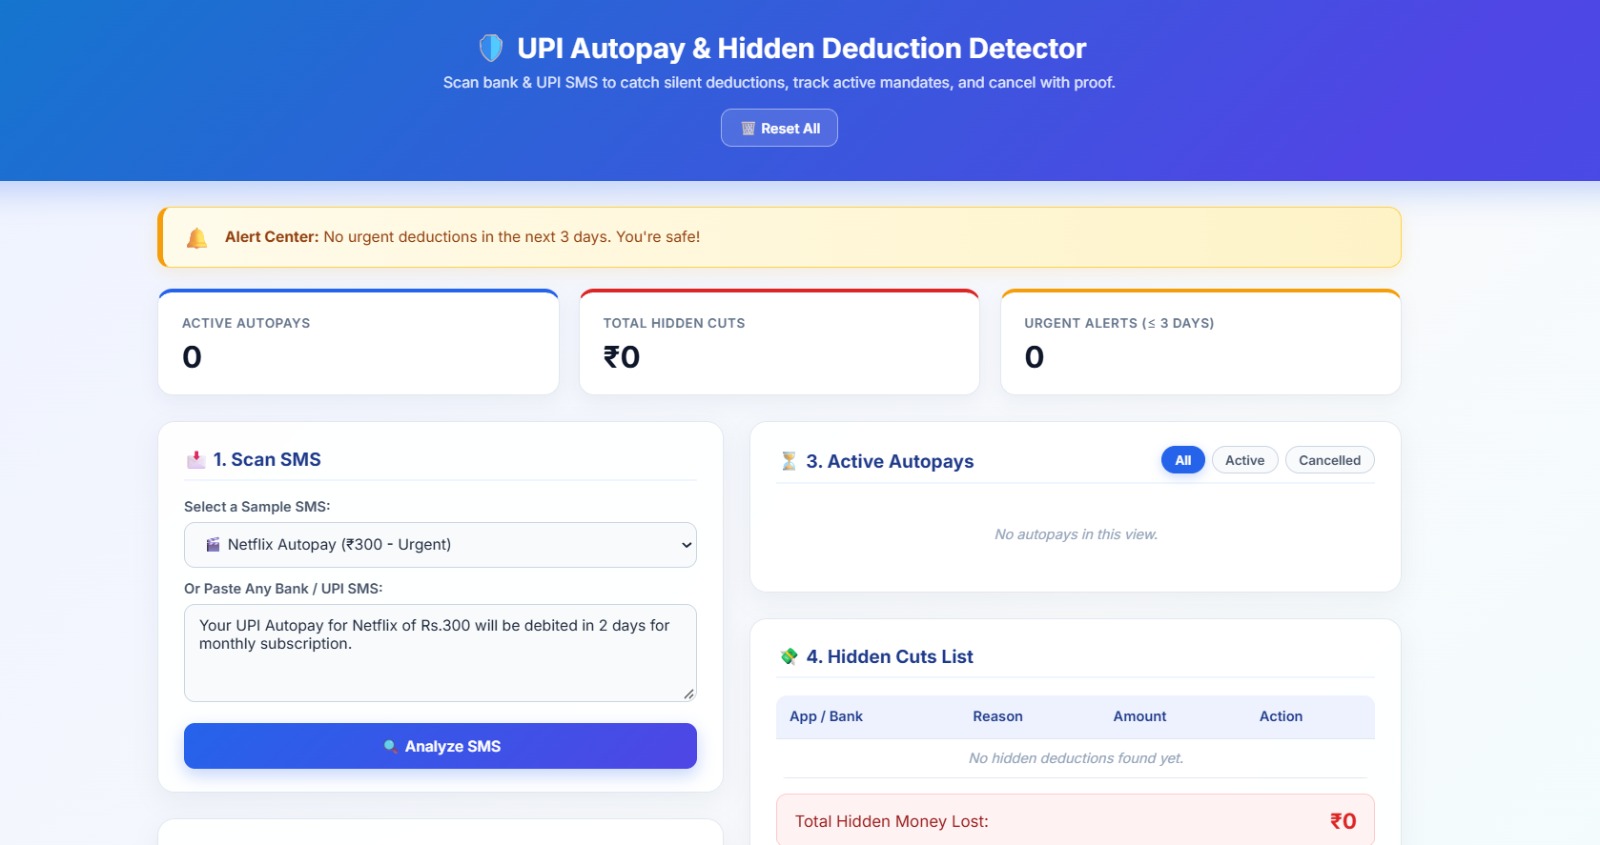 UPI Autopay & Hidden Deduction Detector
Scan bank & UPI SMS to catch silent deductions, track active mandates, and cancel with proof.
Reset All
Alert Center: No urgent deductions in the next 3 days. You're safe!
ACTIVE AUTOPAYS
0
TOTAL HIDDEN CUTS
₹0
URGENT ALERTS (≤ 3 DAYS)
0
1. Scan SMS
Select a Sample SMS:
Netflix Autopay (₹300 - Urgent)
Or Paste Any Bank / UPI SMS:
Your UPI Autopay for Netflix of Rs.300 will be debited in 2 days for
monthly subscription.
Analyze SMS
3. Active Autopays
All Active Cancelled
No autopays in this view.
4. Hidden Cuts List
App / Bank Reason Amount Action
No hidden deductions found yet.
Total Hidden Money Lost: ₹0